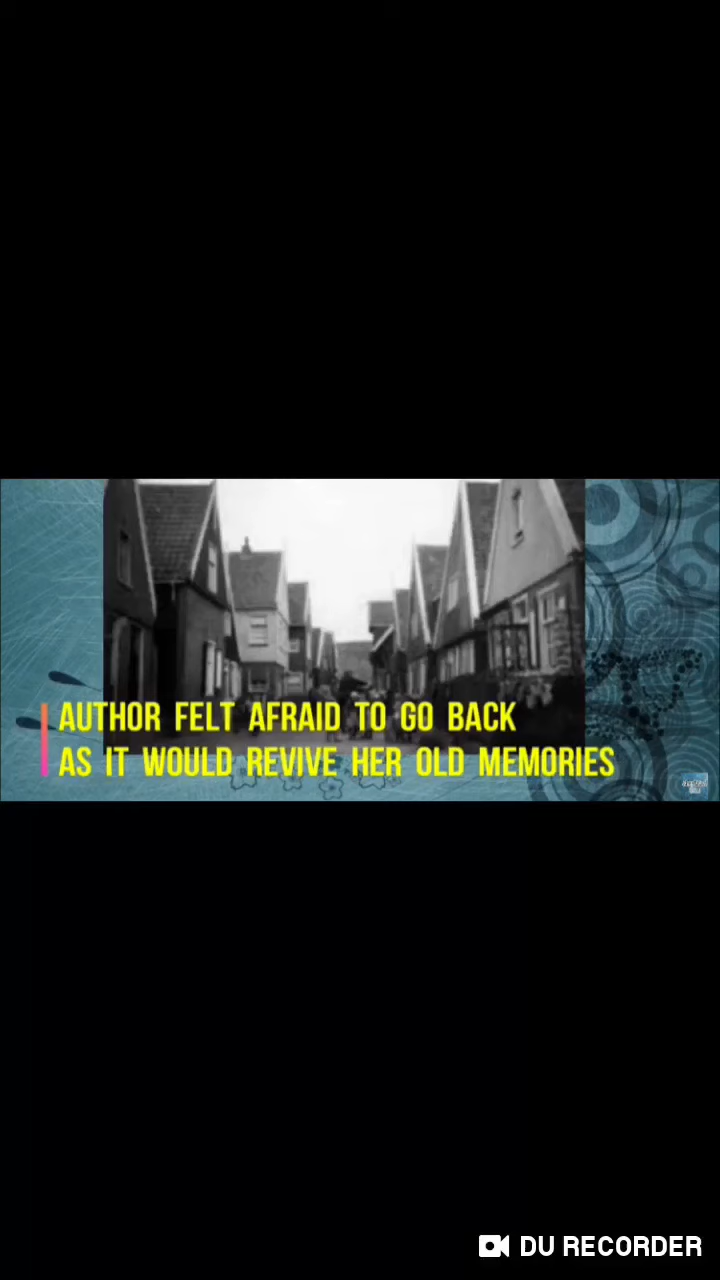 AUTHOR FELT AFRAID TO GO BACK
AS IT WOULD REVIVE HER OLD MEMORIES
DU RECORDER